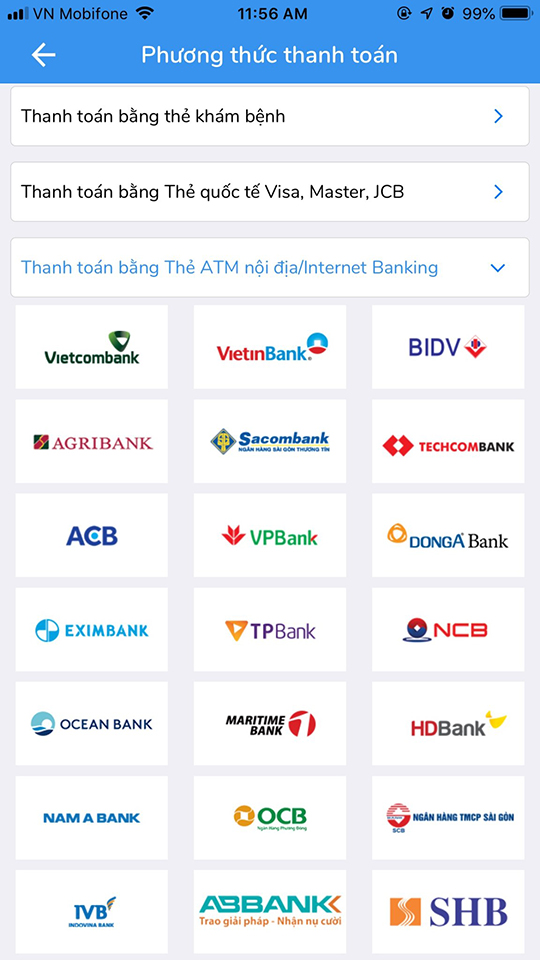 VN Mobifone 11:56 AM 99%
Phương thức thanh toán
Thanh toán bằng thẻ khám bệnh
Thanh toán bằng Thẻ quốc tế Visa, Master, JCB
Thanh toán bằng Thẻ ATM nội địa/Internet Banking
Vietcombank
VietinBank
BIDV
AGRIBANK
Sacombank
NGÂN HÀNG SÀI GÒN THƯƠNG TÍN
TECHCOMBANK
ACB
VPBank
DONGA Bank
EXIMBANK
TPBank
NCB
OCEAN BANK
MARITIME
BANK
HDBank
NAM A BANK
OCB
Ngân Hàng Phương Đông
SCB
NGÂN HÀNG TMCP SÀI GÒN
IVB
INDOVINA BANK
ABBANK
Trao giải pháp - Nhận nụ cười
SHB